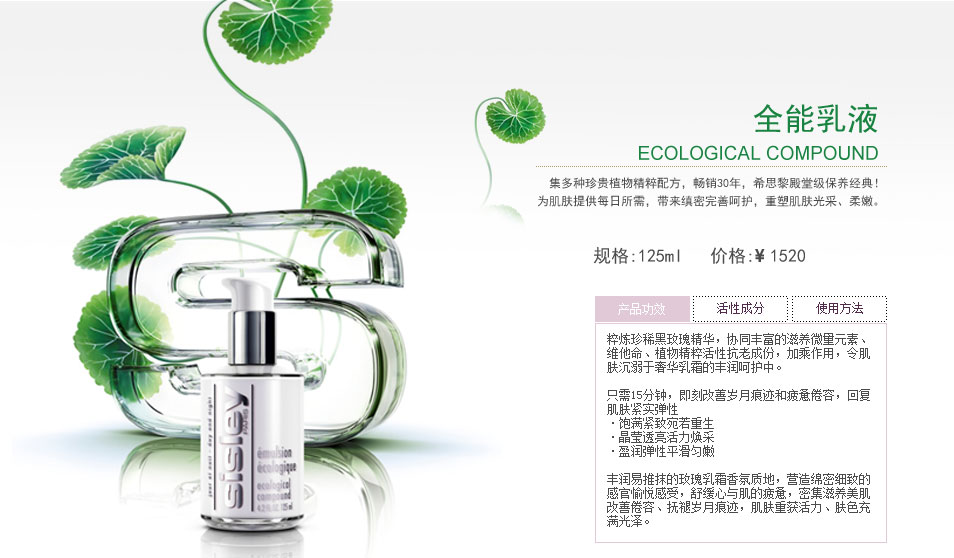 全能乳液
ECOLOGICAL COMPOUND
集多种珍贵植物精粹配方，畅销30年，希思黎殿堂级保养经典！
为肌肤提供每日所需，带来缜密完善呵护，重塑肌肤光采、柔嫩。
规格:125ml 价格:¥ 1520
产品功效 活性成分 使用方法
粹炼珍稀黑玫瑰精华，协同丰富的滋养微量元素、
维他命、植物精粹活性抗老成份，加乘作用，令肌
肤沉溺于奢华乳霜的丰润呵护中。
只需15分钟，即刻改善岁月痕迹和疲惫倦容，回复
肌肤紧实弹性
·饱满紧致宛若重生
·晶莹透亮活力焕采
·盈润弹性平滑匀嫩
丰润易推抹的玫瑰乳霜香氛质地，营造绵密细致的
感官愉悦感受，舒缓心与肌的疲惫，密集滋养美肌
改善倦容、抚褪岁月痕迹，肌肤重获活力、肤色充
满光泽。
sisley
PARIS
émulsion
écologique
ecological
compound
4.2 fl.oz. 125 ml